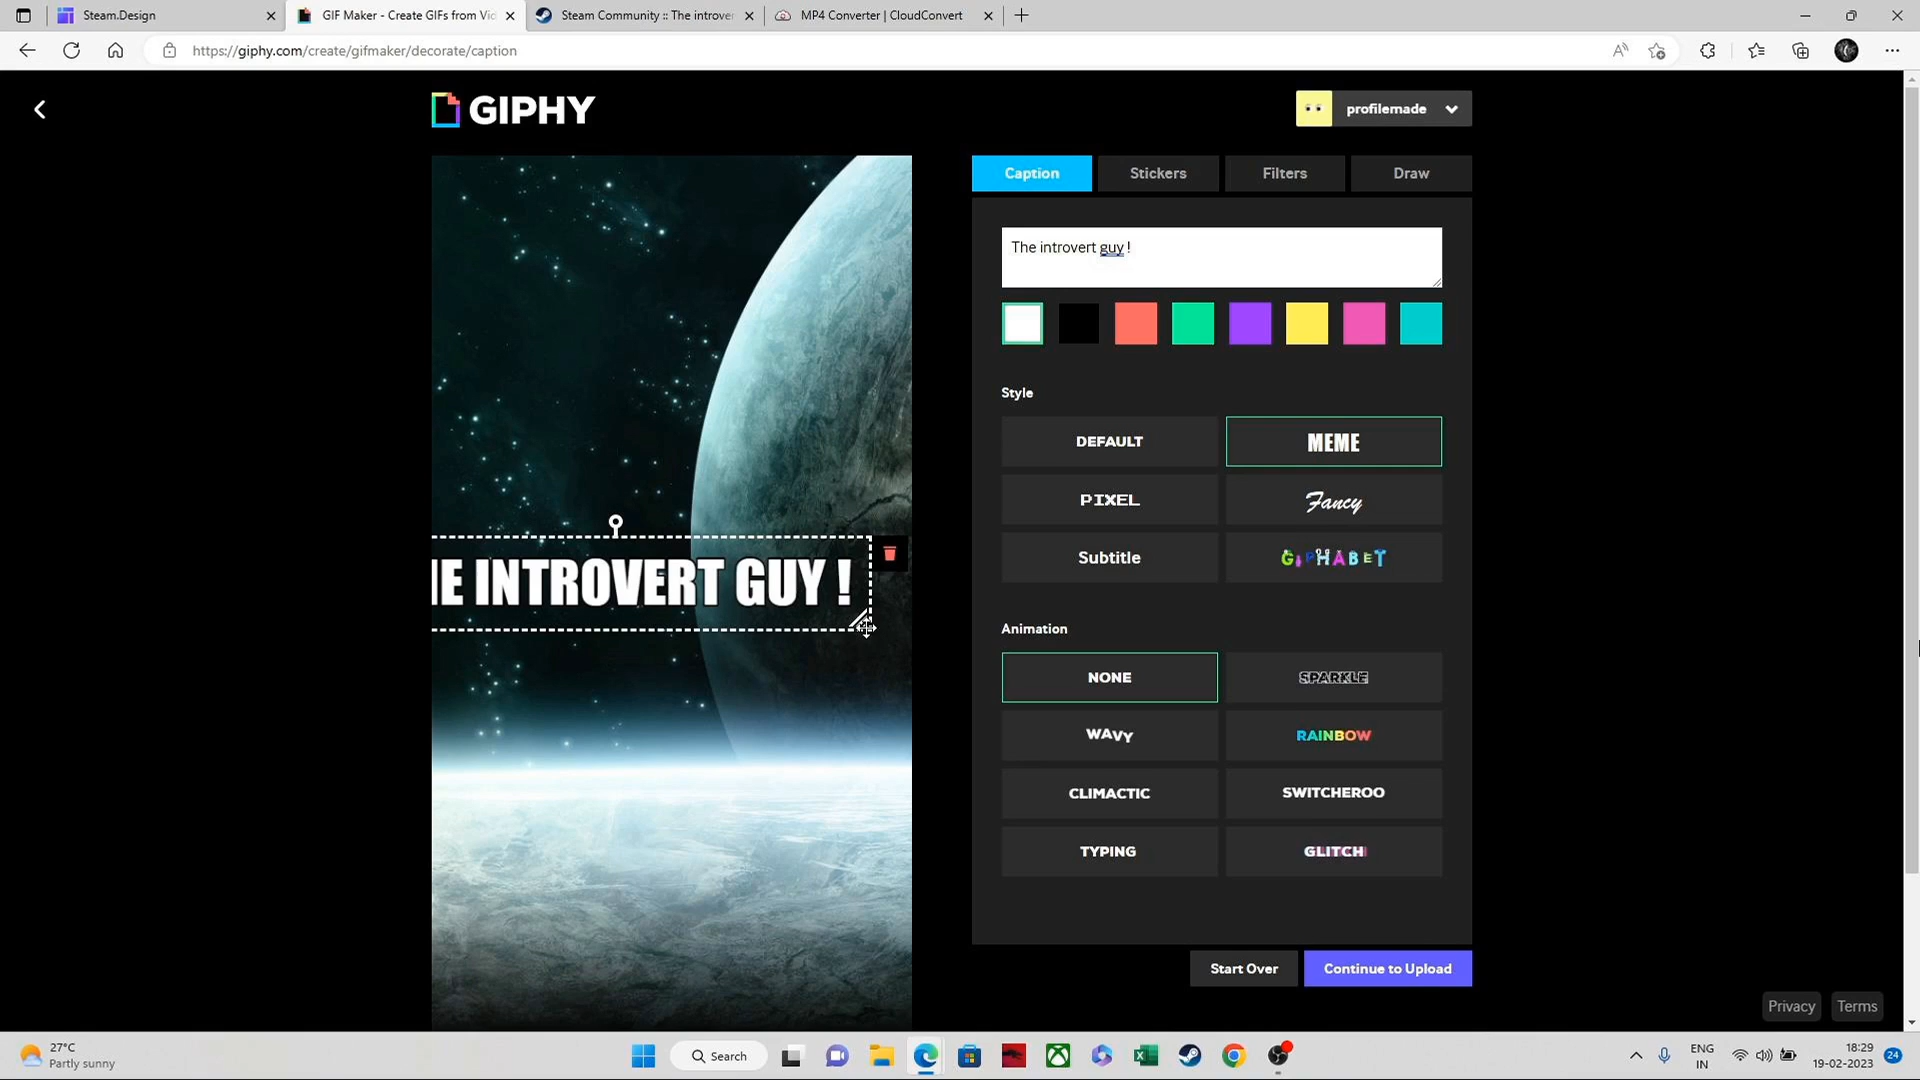 Steam.Design
GIF Maker - Create GIFs from Vid
Steam Community :: The introver
MP4 Converter | CloudConvert
https://giphy.com/create/gifmaker/decorate/caption
GIPHY
profilemade
Caption
Stickers
Filters
Draw
The introvert guy !
Style
DEFAULT
MEME
PIXEL
Fancy
Subtitle
GIPHABET
HE INTROVERT GUY !
Animation
NONE
SPARKLE
WAVY
RAINBOW
CLIMACTIC
SWITCHEROO
TYPING
GLITCH
Start Over
Continue to Upload
Privacy
Terms
27°C
Partly sunny
Search
ENG
IN
18:29
19-02-2023
24